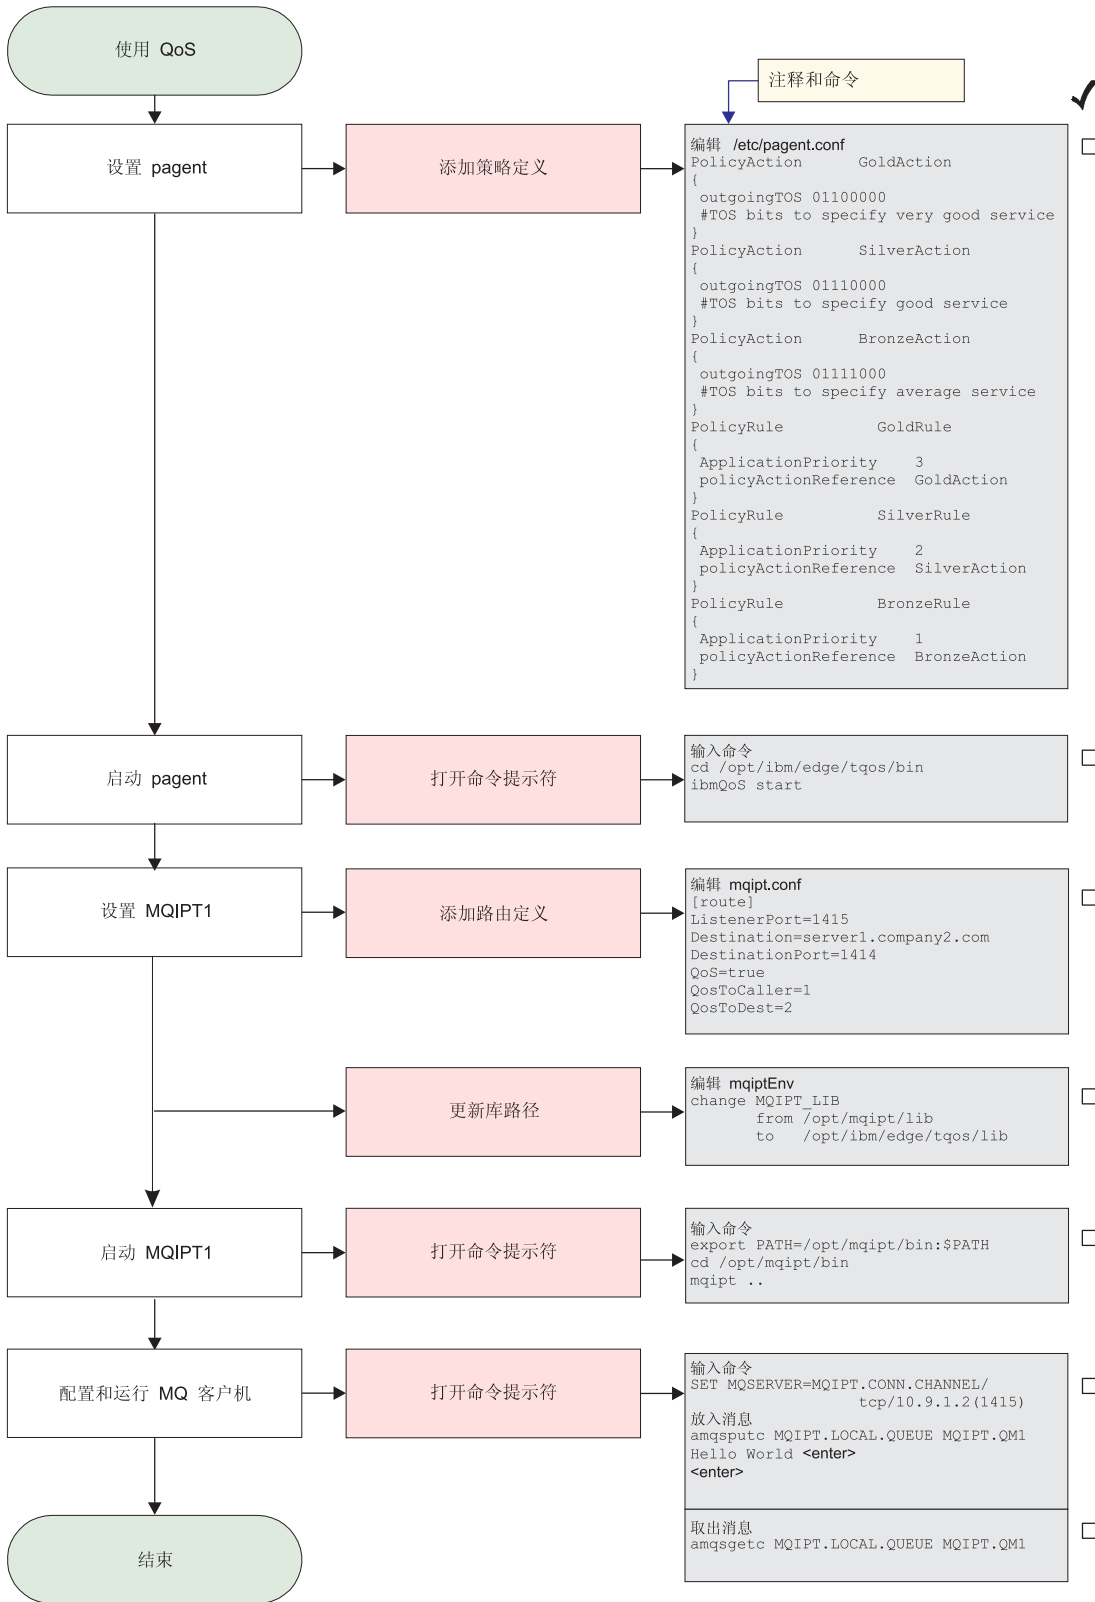 使用 QoS
注释和命令
设置 pagent
添加策略定义
编辑 /etc/pagent.conf
PolicyAction      GoldAction
{
 outgoingTOS 01100000
 #TOS bits to specify very good service
}
PolicyAction      SilverAction
{
 outgoingTOS 01110000
 #TOS bits to specify good service
}
PolicyAction      BronzeAction
{
 outgoingTOS 01111000
 #TOS bits to specify average service
}
PolicyRule          GoldRule
{
 ApplicationPriority    3
 policyActionReference  GoldAction
}
PolicyRule          SilverRule
{
 ApplicationPriority    2
 policyActionReference  SilverAction
}
PolicyRule          BronzeRule
{
 ApplicationPriority    1
 policyActionReference  BronzeAction
}
启动 pagent
打开命令提示符
输入命令
cd /opt/ibm/edge/tqos/bin
ibmQoS start
设置 MQIPT1
添加路由定义
编辑 mqipt.conf
[route]
ListenerPort=1415
Destination=server1.company2.com
DestinationPort=1414
QoS=true
QosToCaller=1
QosToDest=2
更新库路径
编辑 mqiptEnv
change MQIPT_LIB
       from /opt/mqipt/lib
       to   /opt/ibm/edge/tqos/lib
启动 MQIPT1
打开命令提示符
输入命令
export PATH=/opt/mqipt/bin:$PATH
cd /opt/mqipt/bin
mqipt ..
配置和运行 MQ 客户机
打开命令提示符
输入命令
SET MQSERVER=MQIPT.CONN.CHANNEL/
                  tcp/10.9.1.2(1415)
放入消息
amqsputc MQIPT.LOCAL.QUEUE MQIPT.QM1
Hello World <enter>
<enter>
取出消息
amqsgetc MQIPT.LOCAL.QUEUE MQIPT.QM1
结束